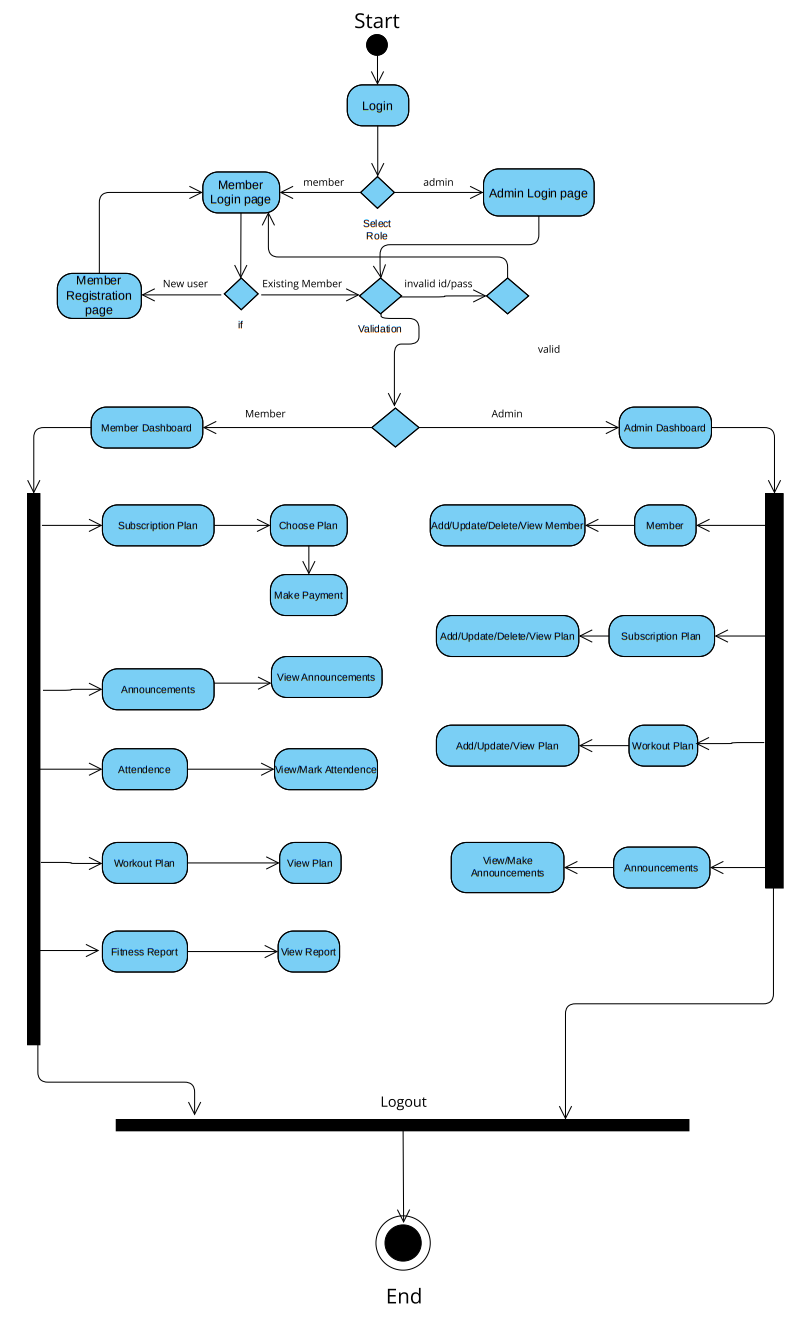 Start
Login
member
admin
Member
Login page
Admin Login page
Select
Role
Member
Registration
page
New user
Existing Member
invalid id/pass
if
Validation
valid
Member
Admin
Member Dashboard
Admin Dashboard
Subscription Plan
Choose Plan
Add/Update/Delete/View Member
Member
Make Payment
Add/Update/Delete/View Plan
Subscription Plan
Announcements
View Announcements
Add/Update/View Plan
Workout Plan
Attendence
View/Mark Attendence
Workout Plan
View Plan
View/Make
Announcements
Announcements
Fitness Report
View Report
Logout
End